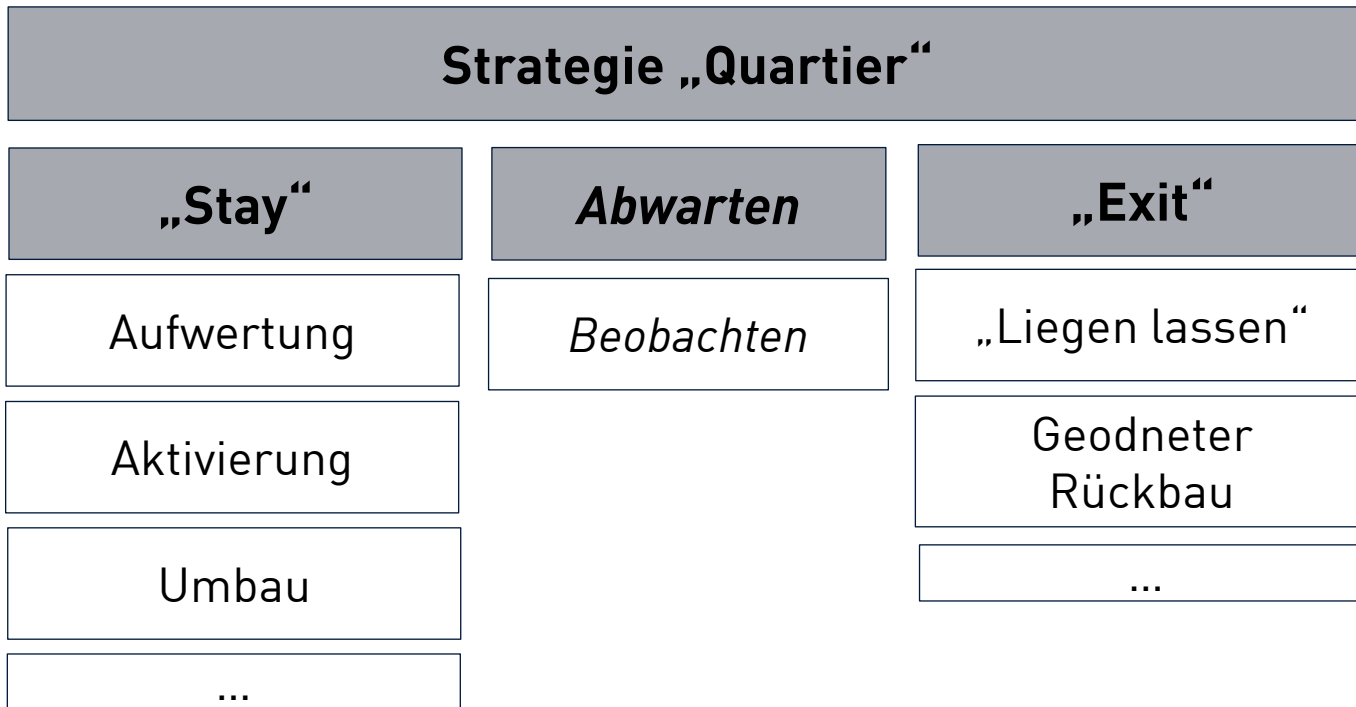 Strategie „Quartier“
„Stay“
Aufwertung
Aktivierung
Umbau
...
Abwarten
Beobachten
„Exit“
„Liegen lassen“
Geodneter
Rückbau
...